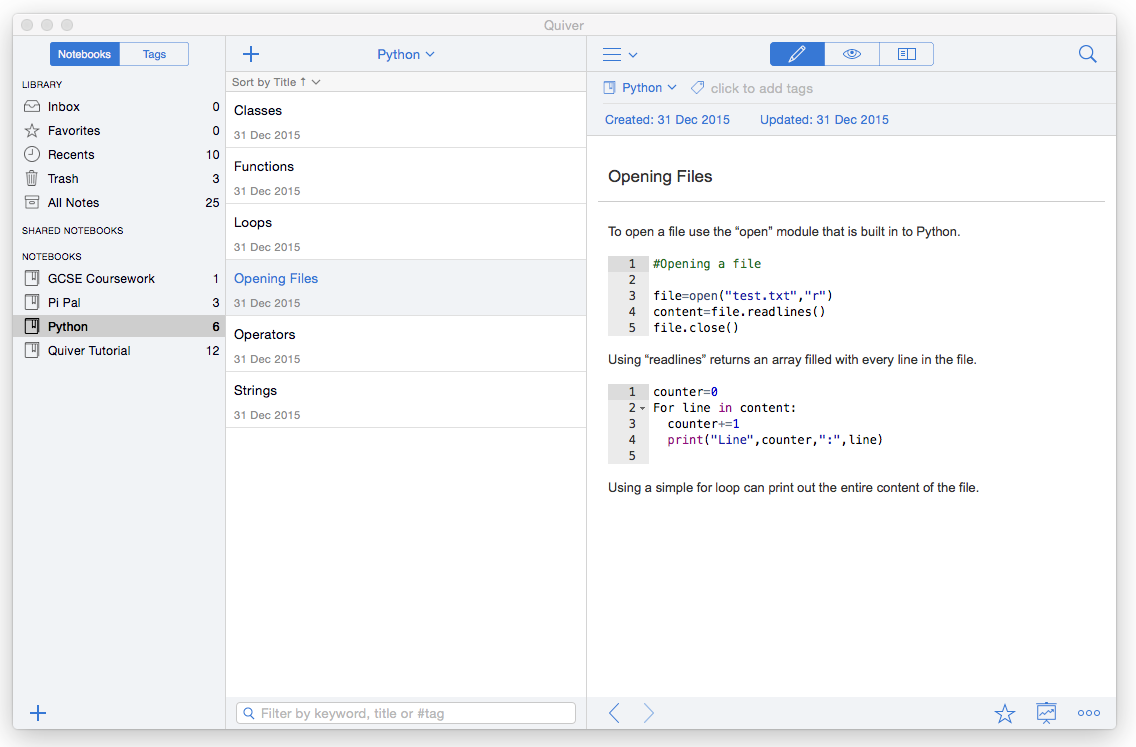 Quiver
Notebooks Tags
LIBRARY
Inbox 0
Favorites 0
Recents 10
Trash 3
All Notes 25
SHARED NOTEBOOKS
NOTEBOOKS
GCSE Coursework 1
Pi Pal 3
Python 6
Quiver Tutorial 12
Python
Sort by Title ↑
Classes
31 Dec 2015
Functions
31 Dec 2015
Loops
31 Dec 2015
Opening Files
31 Dec 2015
Operators
31 Dec 2015
Strings
31 Dec 2015
Filter by keyword, title or #tag
Python click to add tags
Created: 31 Dec 2015 Updated: 31 Dec 2015
Opening Files
To open a file use the “open” module that is built in to Python.
1 #Opening a file
2
3 file=open("test.txt","r")
4 content=file.readlines()
5 file.close()
Using “readlines” returns an array filled with every line in the file.
1 counter=0
2 For line in content:
3 counter+=1
4 print("Line",counter,":",line)
5
Using a simple for loop can print out the entire content of the file.